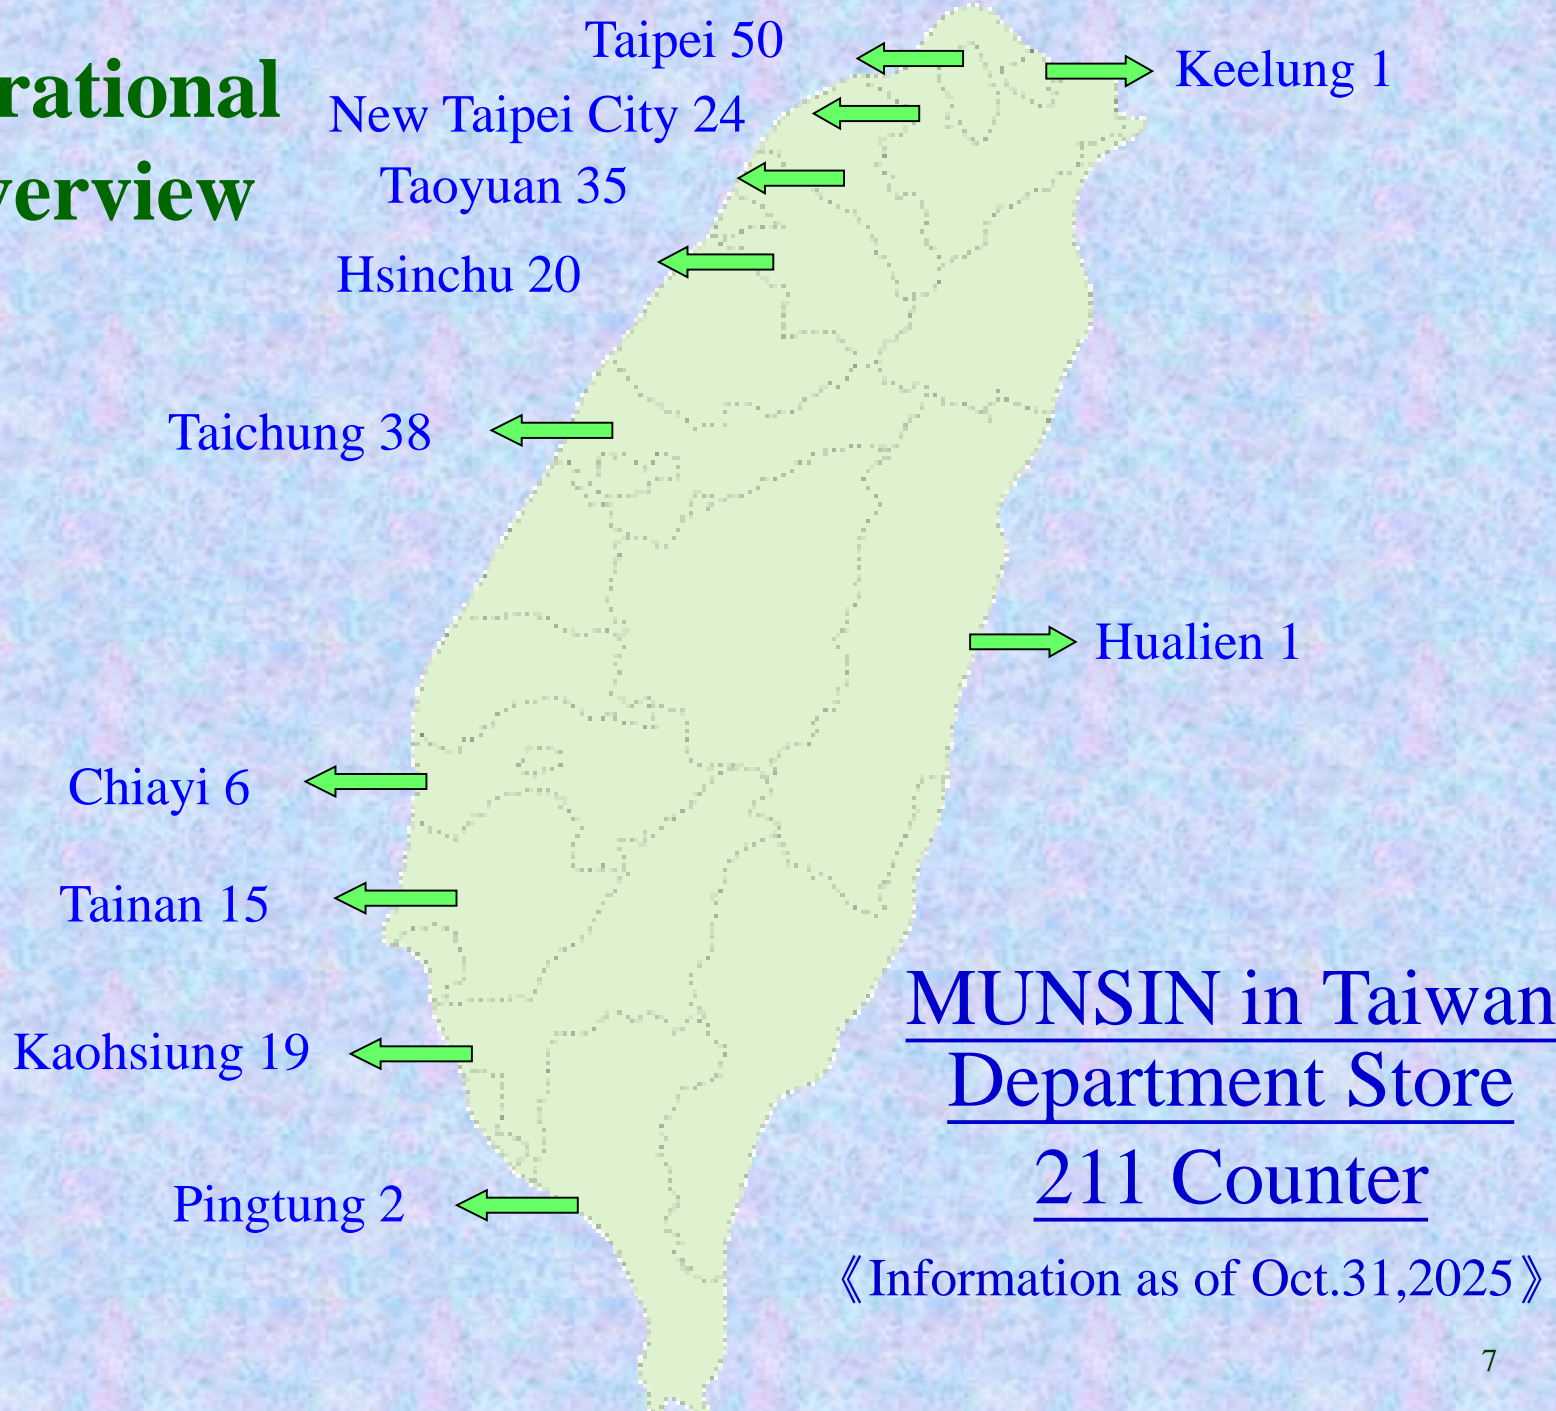 rational
verview
Taipei 50
Keelung 1
New Taipei City 24
Taoyuan 35
Hsinchu 20
Taichung 38
Hualien 1
Chiayi 6
Tainan 15
Kaohsiung 19
Pingtung 2
MUNSIN in Taiwan
Department Store
211 Counter
《Information as of Oct.31,2025》
7